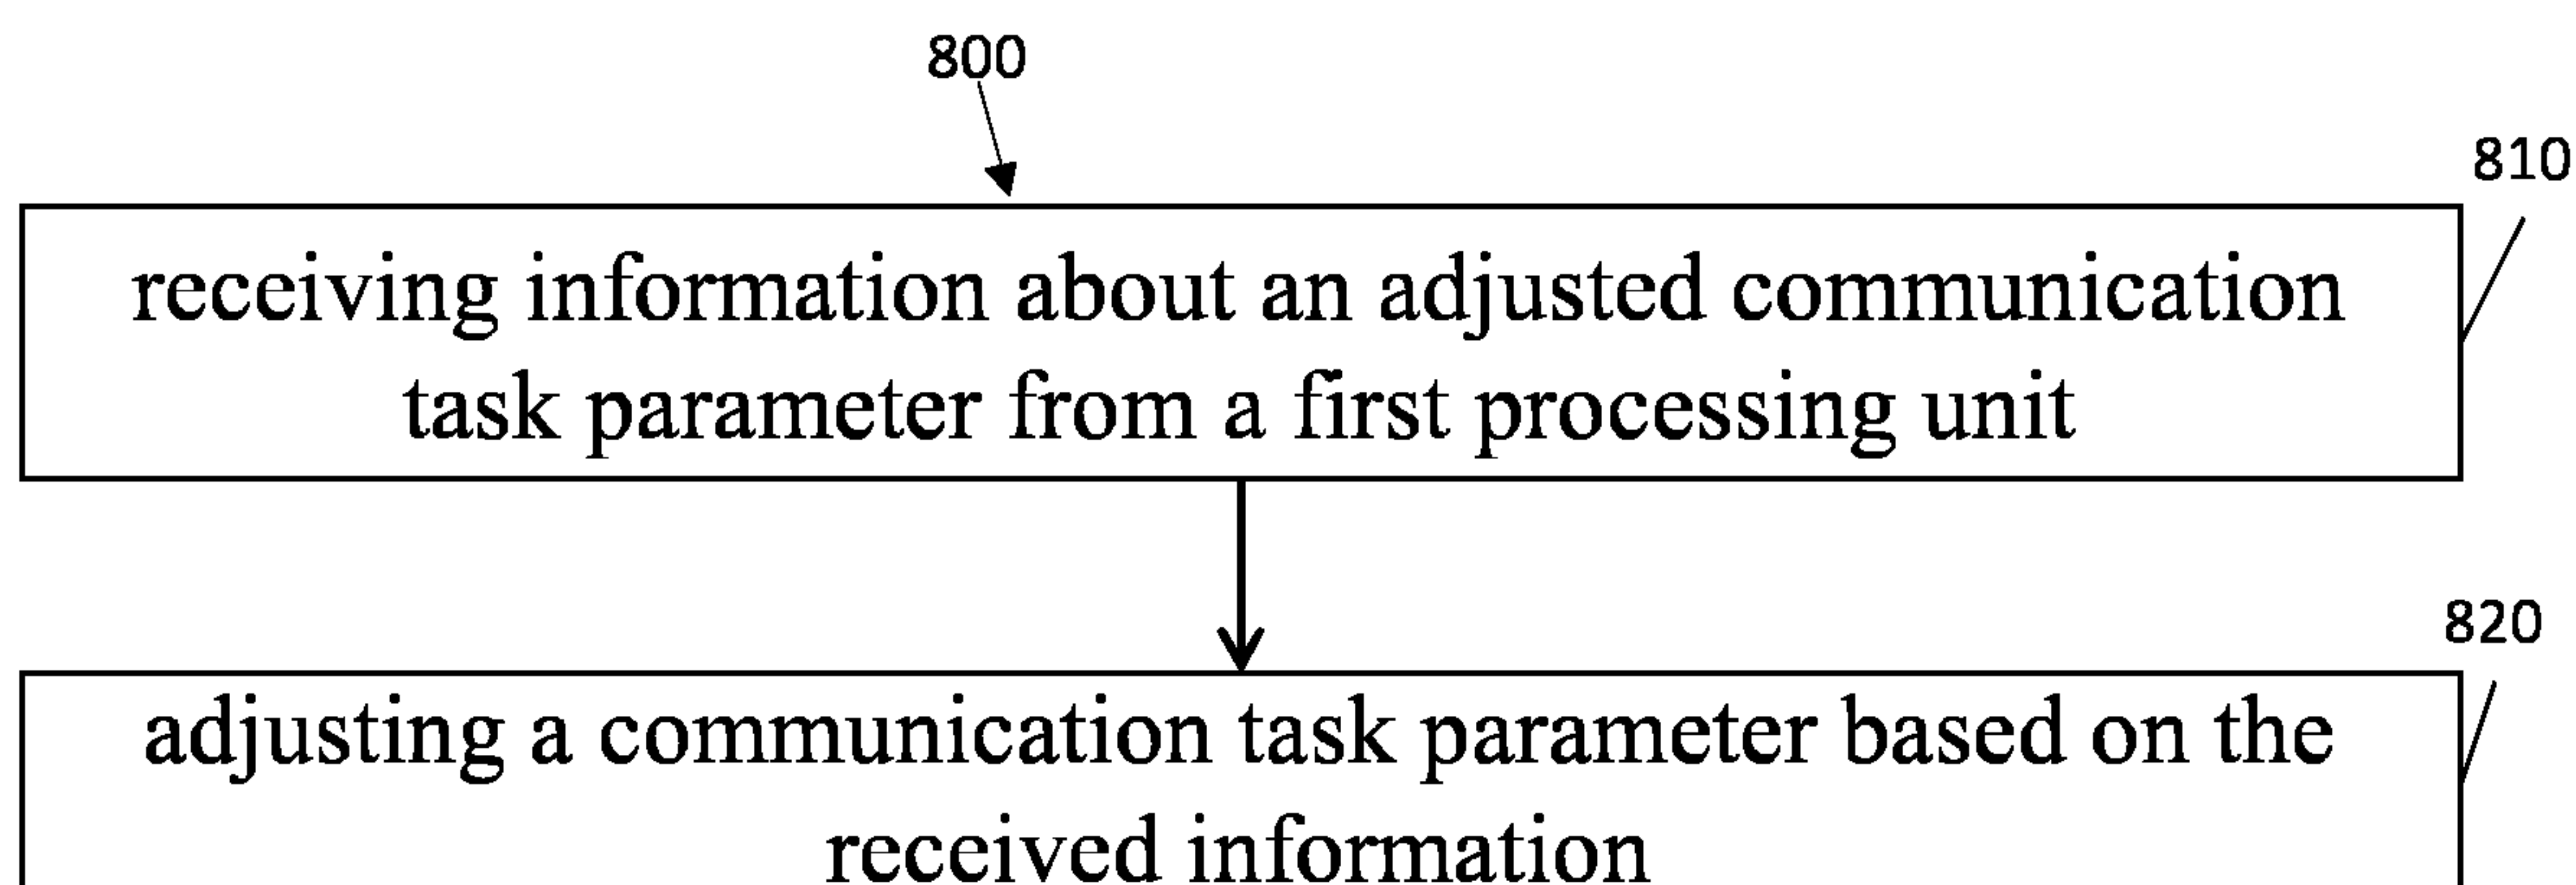 800
810
receiving information about an adjusted communication
task parameter from a first processing unit
820
adjusting a communication task parameter based on the
received information